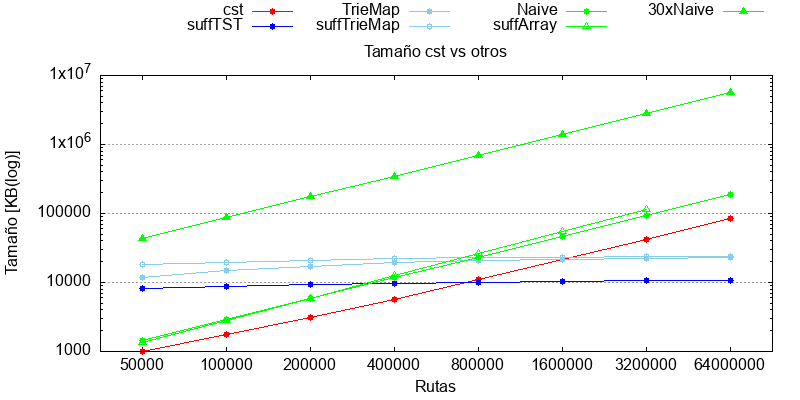 cst TrieMap Naive 30xNaive
suffTST suffTrieMap suffArray
Tamaño cst vs otros
1x10^7
1x10^6
100000
10000
1000
Tamaño [KB(log)]
50000 100000 200000 400000 800000 1600000 3200000 64000000
Rutas